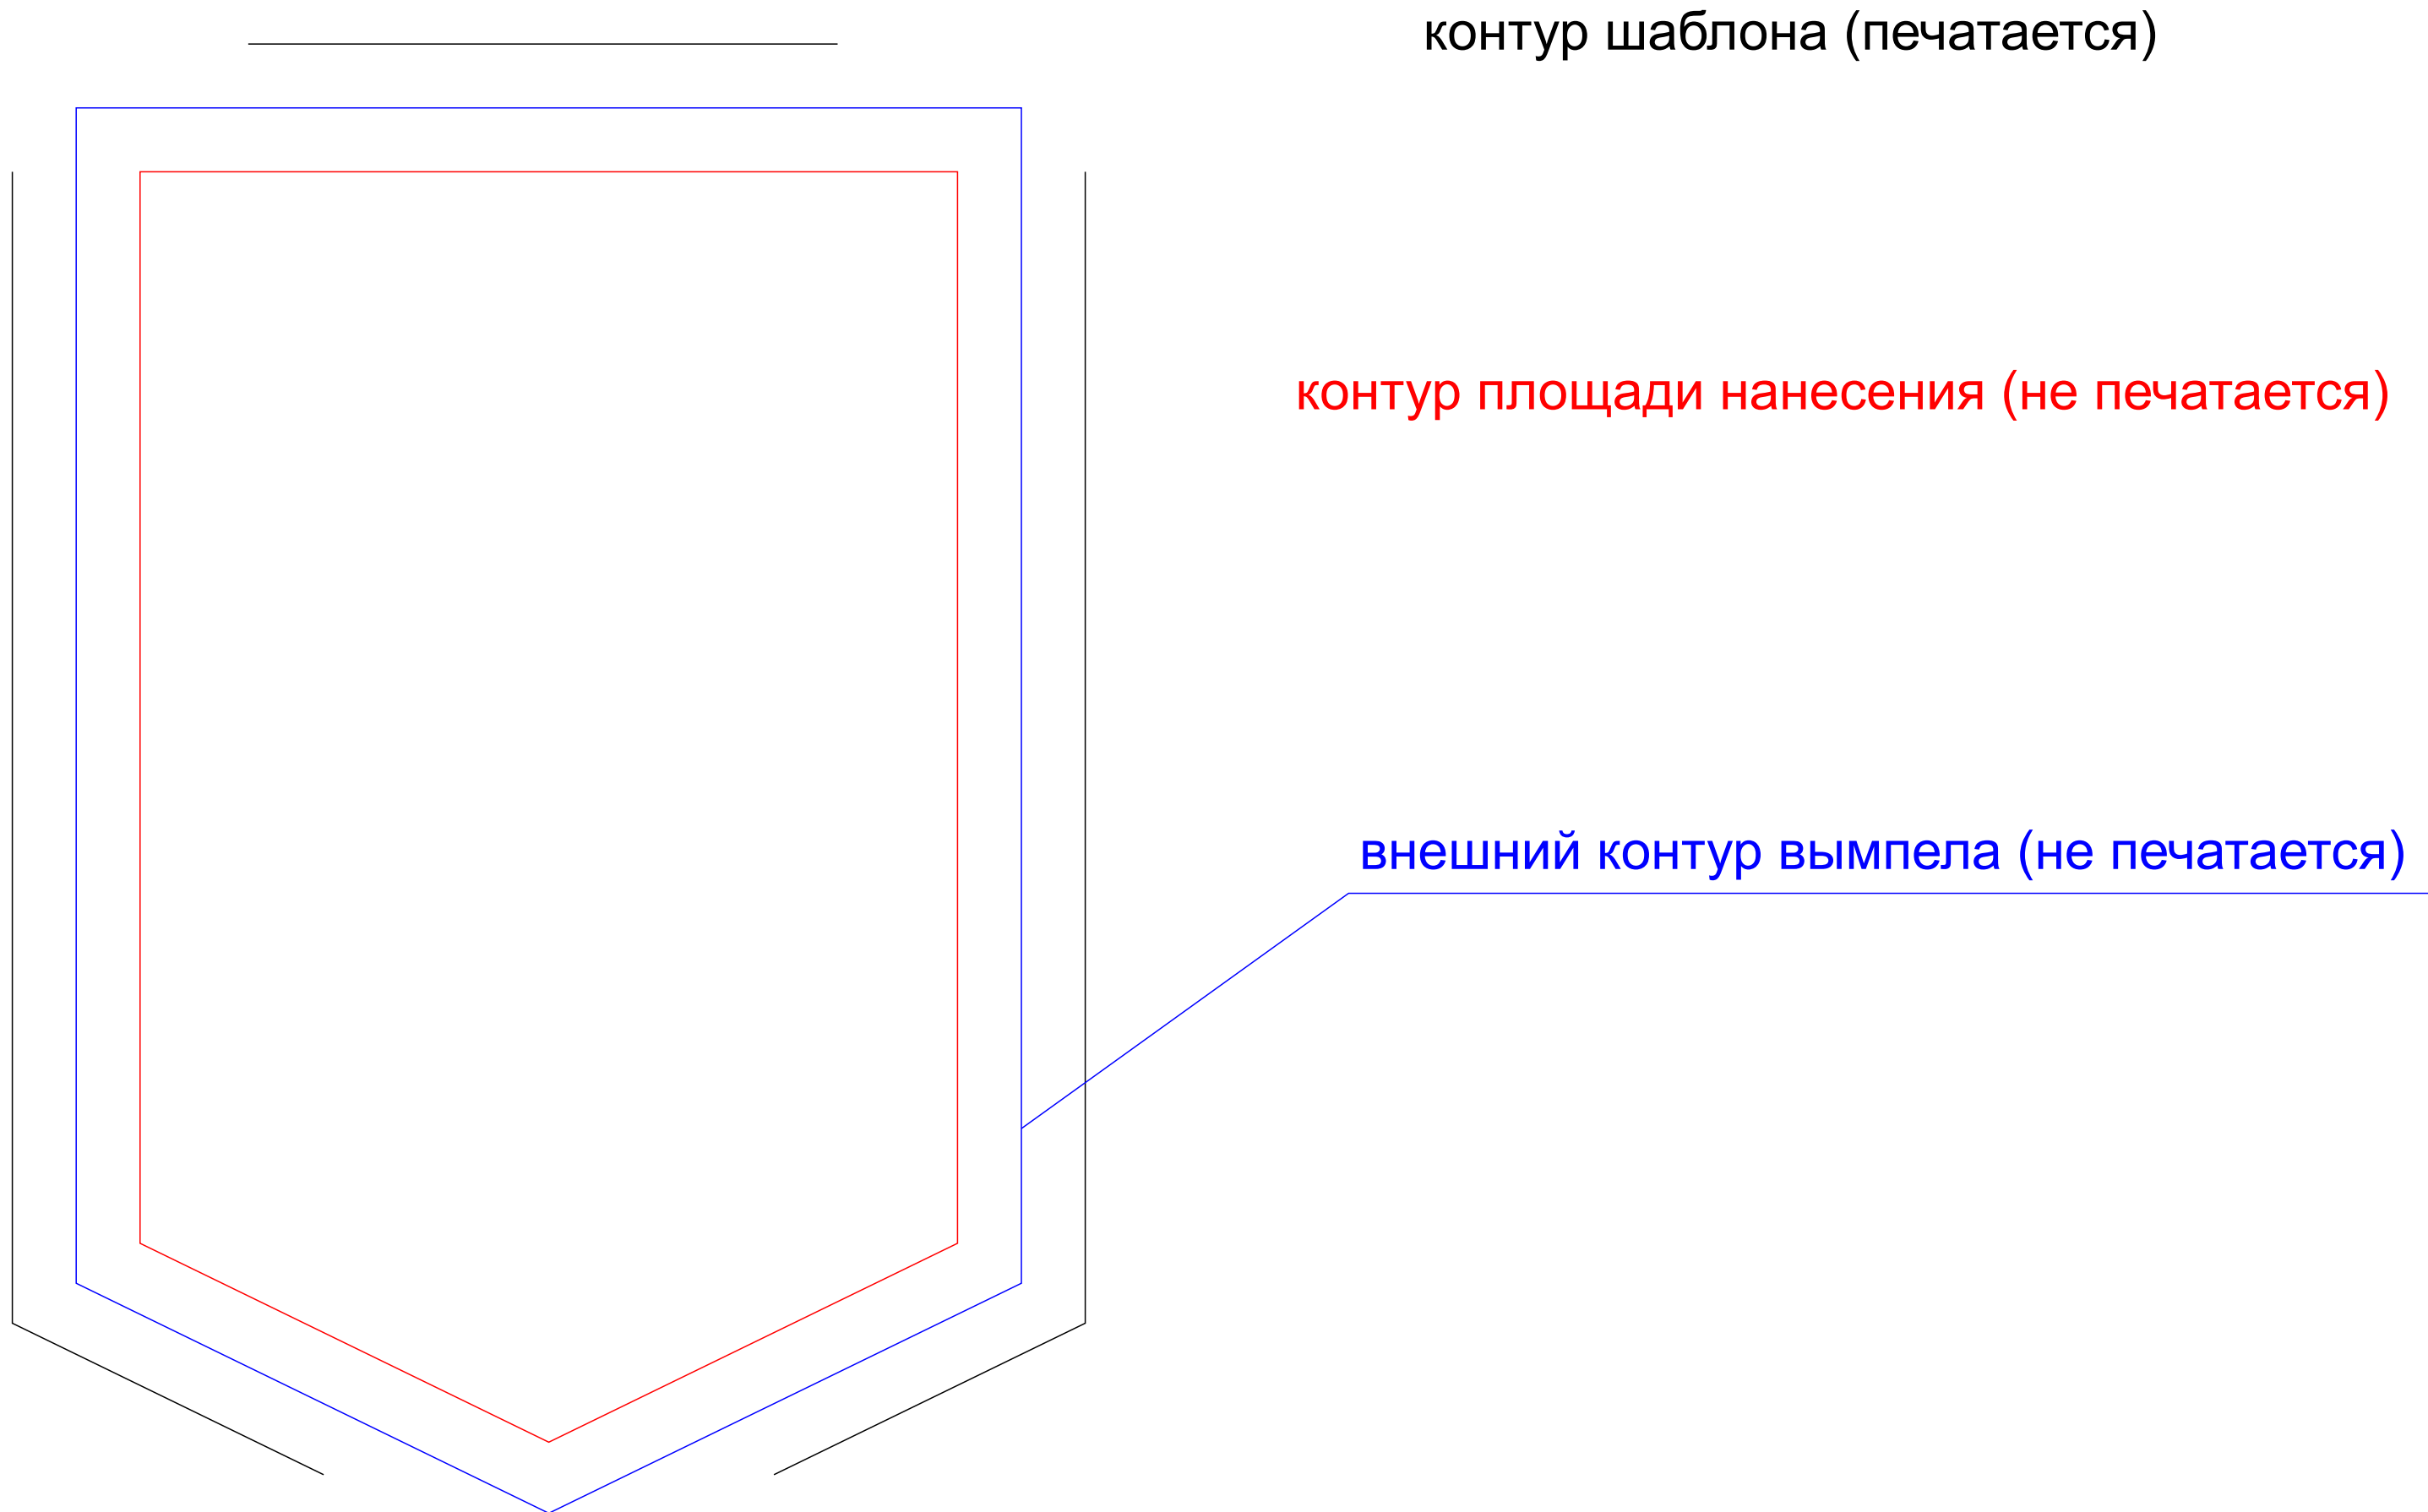 контур шаблона (печатается)
контур площади нанесения (не печатается)
внешний контур вымпела (не печатается)